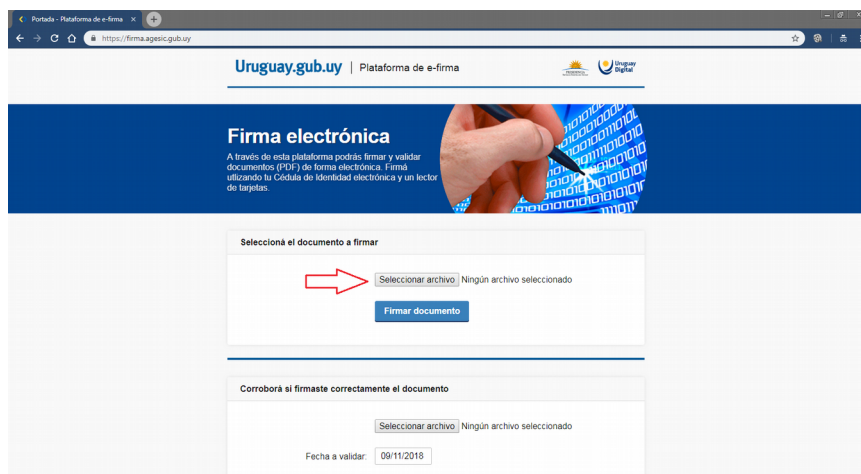 Portada - Plataforma de e-firma
https://firma.agesic.gub.uy
Uruguay.gub.uy | Plataforma de e-firma
Uruguay
Digital
Firma electrónica
A través de esta plataforma podrás firmar y validar
documentos (PDF) de forma electrónica. Firmá
utlizando tu Cédula de Identidad electrónica y un lector
de tarjetas.
Seleccioná el documento a firmar
Seleccionar archivo Ningún archivo seleccionado
Firmar documento
Corroborá si firmaste correctamente el documento
Seleccionar archivo Ningún archivo seleccionado
Fecha a validar: 09/11/2018